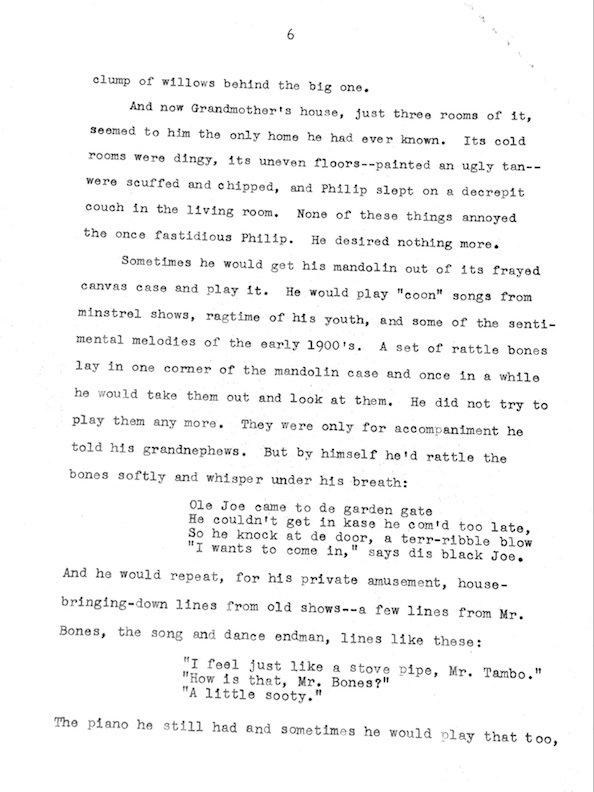 6
clump of willows behind the big one.
And now Grandmother's house, just three rooms of it,
seemed to him the only home he had ever known. Its cold
rooms were dingy, its uneven floors--painted an ugly tan--
were scuffed and chipped, and Philip slept on a decrepit
couch in the living room. None of these things annoyed
the once fastidious Philip. He desired nothing more.
Sometimes he would get his mandolin out of its frayed
canvas case and play it. He would play "coon" songs from
minstrel shows, ragtime of his youth, and some of the senti-
mental melodies of the early 1900's. A set of rattle bones
lay in one corner of the mandolin case and once in a while
he would take them out and look at them. He did not try to
play them any more. They were only for accompaniment he
told his grandnephews. But by himself he'd rattle the
bones softly and whisper under his breath:
Ole Joe came to de garden gate
He couldn't get in kase he com'd too late,
So he knock at de door, a terr-ribble blow
"I wants to come in," says dis black Joe.
And he would repeat, for his private amusement, house-
bringing-down lines from old shows--a few lines from Mr.
Bones, the song and dance endman, lines like these:
"I feel just like a stove pipe, Mr. Tambo."
"How is that, Mr. Bones?"
"A little sooty."
The piano he still had and sometimes he would play that too,